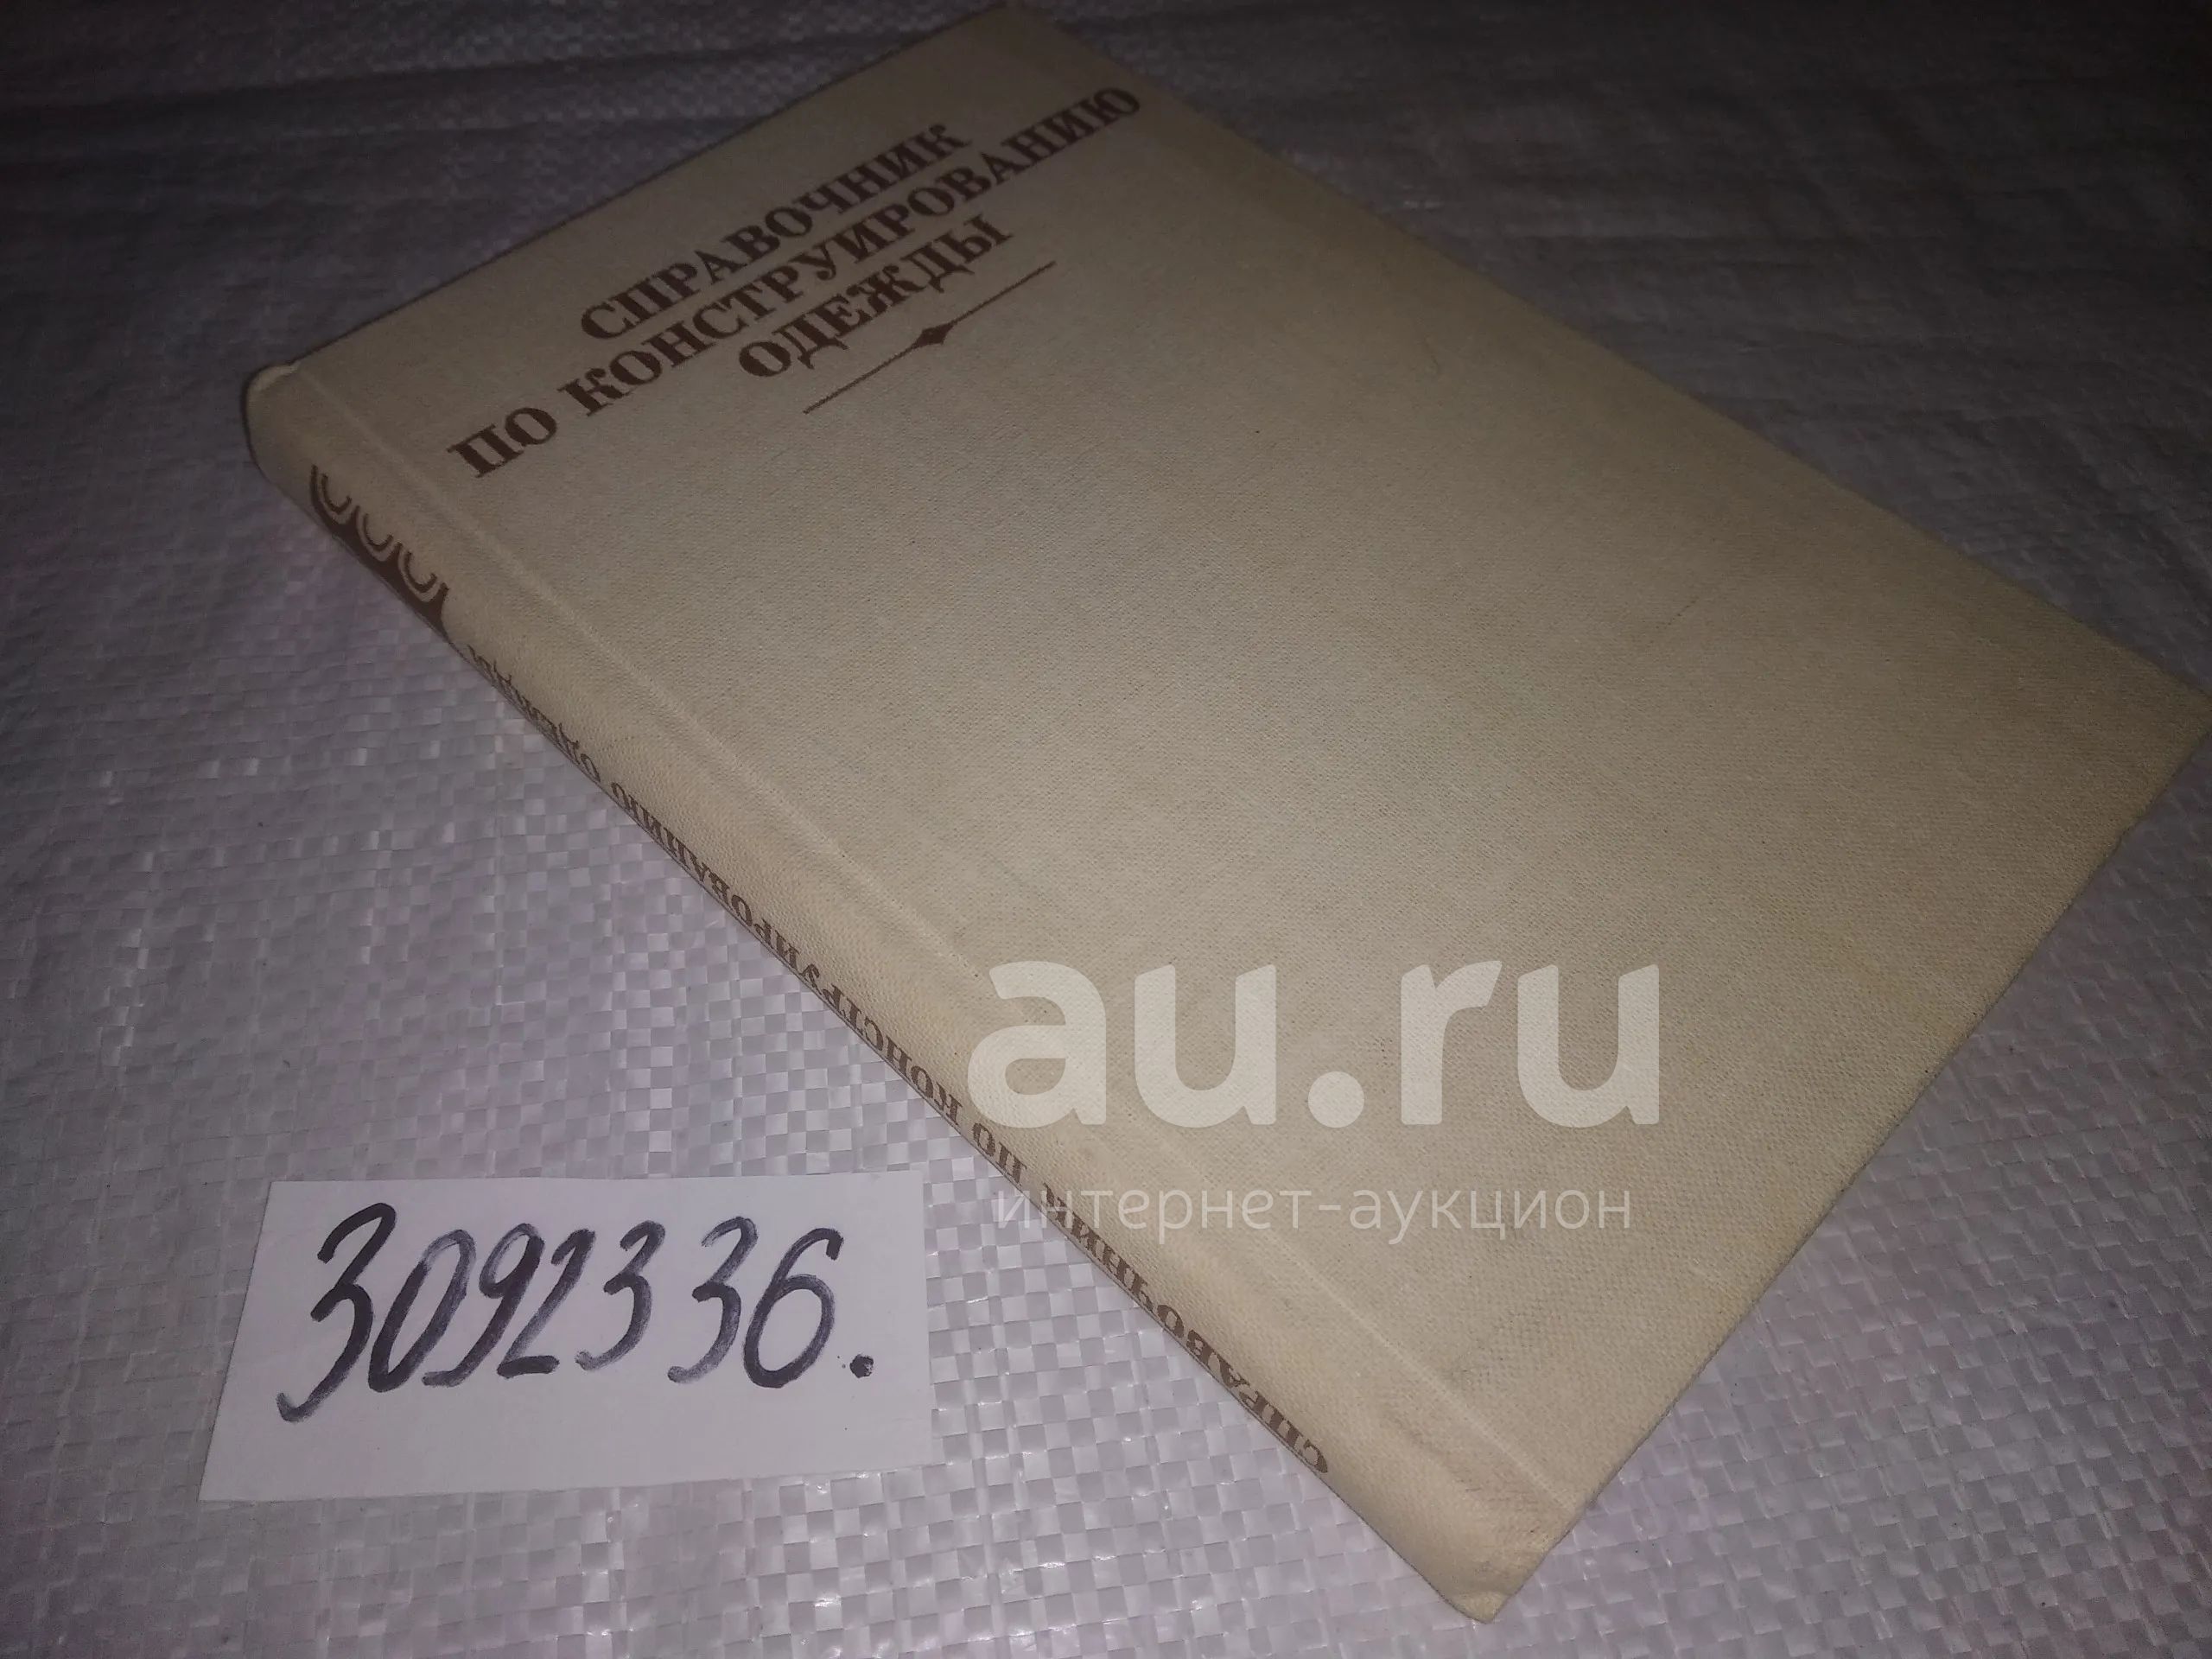 СПРАВОЧНИК
ПО КОНСТРУИРОВАНИЮ
ОДЕЖДЫ
СПРАВОЧНИК ПО КОНСТРУИРОВАНИЮ ОДЕЖДЫ
au.ru
интернет-аукцион
3092336.